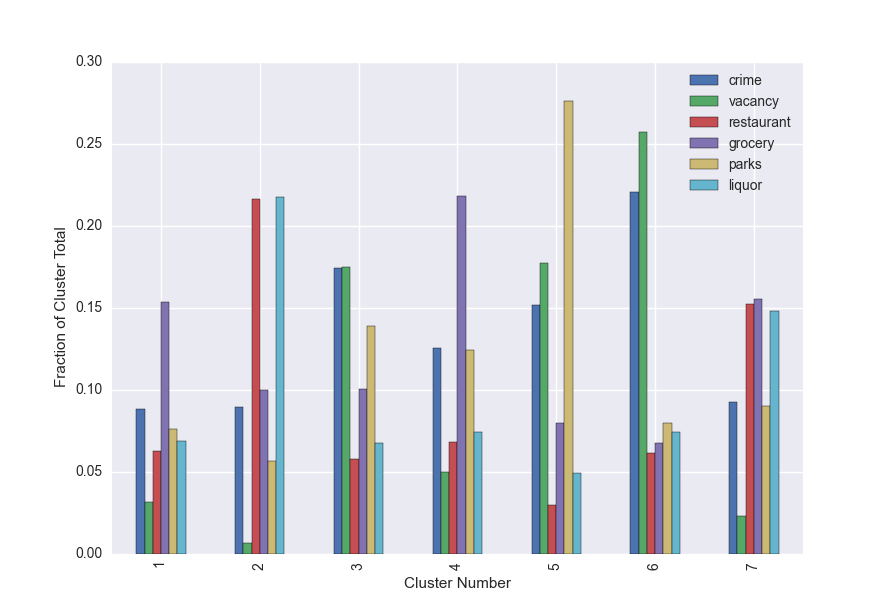 0.30
0.25
0.20
0.15
0.10
0.05
0.00
Fraction of Cluster Total
crime
vacancy
restaurant
grocery
parks
liquor
1
2
3
4
5
6
7
Cluster Number